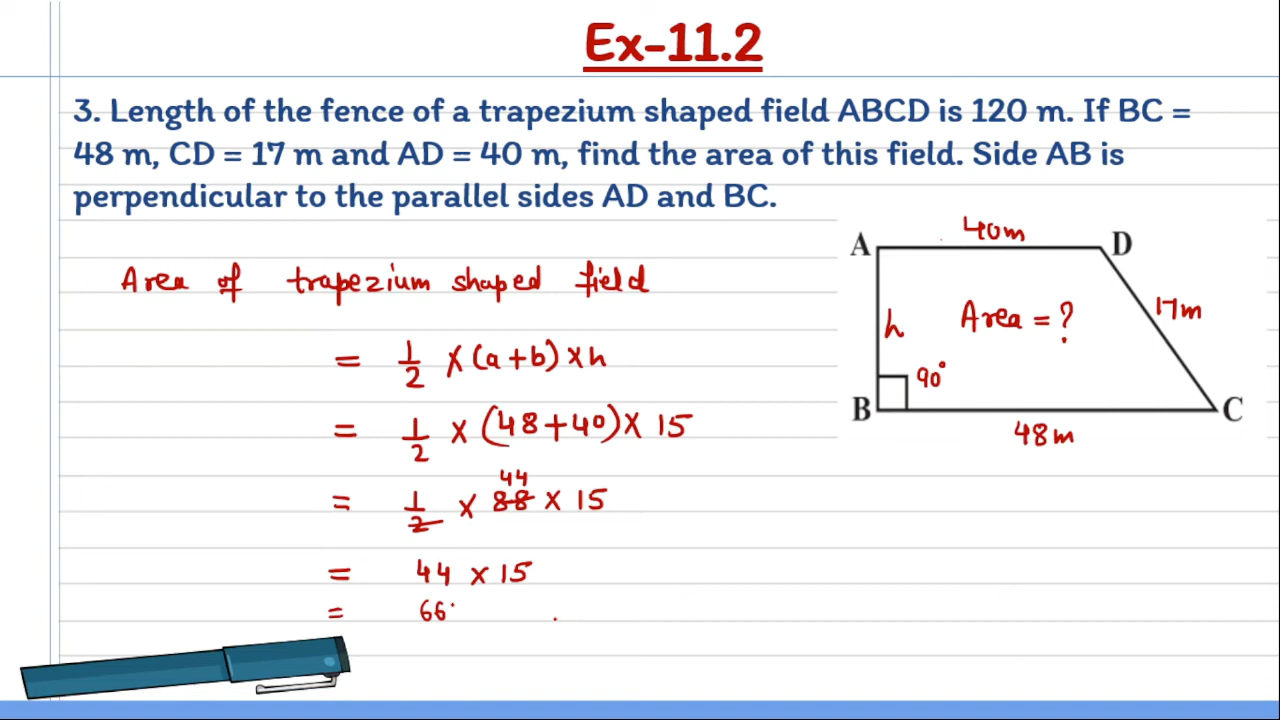 Ex-11.2
3. Length of the fence of a trapezium shaped field ABCD is 120 m. If BC =
48 m, CD = 17 m and AD = 40 m, find the area of this field. Side AB is
perpendicular to the parallel sides AD and BC.
Area of trapezium shaped field
= 1/2 × (a+b) × h
= 1/2 × (48+40) × 15
44
= 1/2 × 88 × 15
= 44 × 15
= 66
40m
A D
h Area = ? 17m
90°
B C
48m